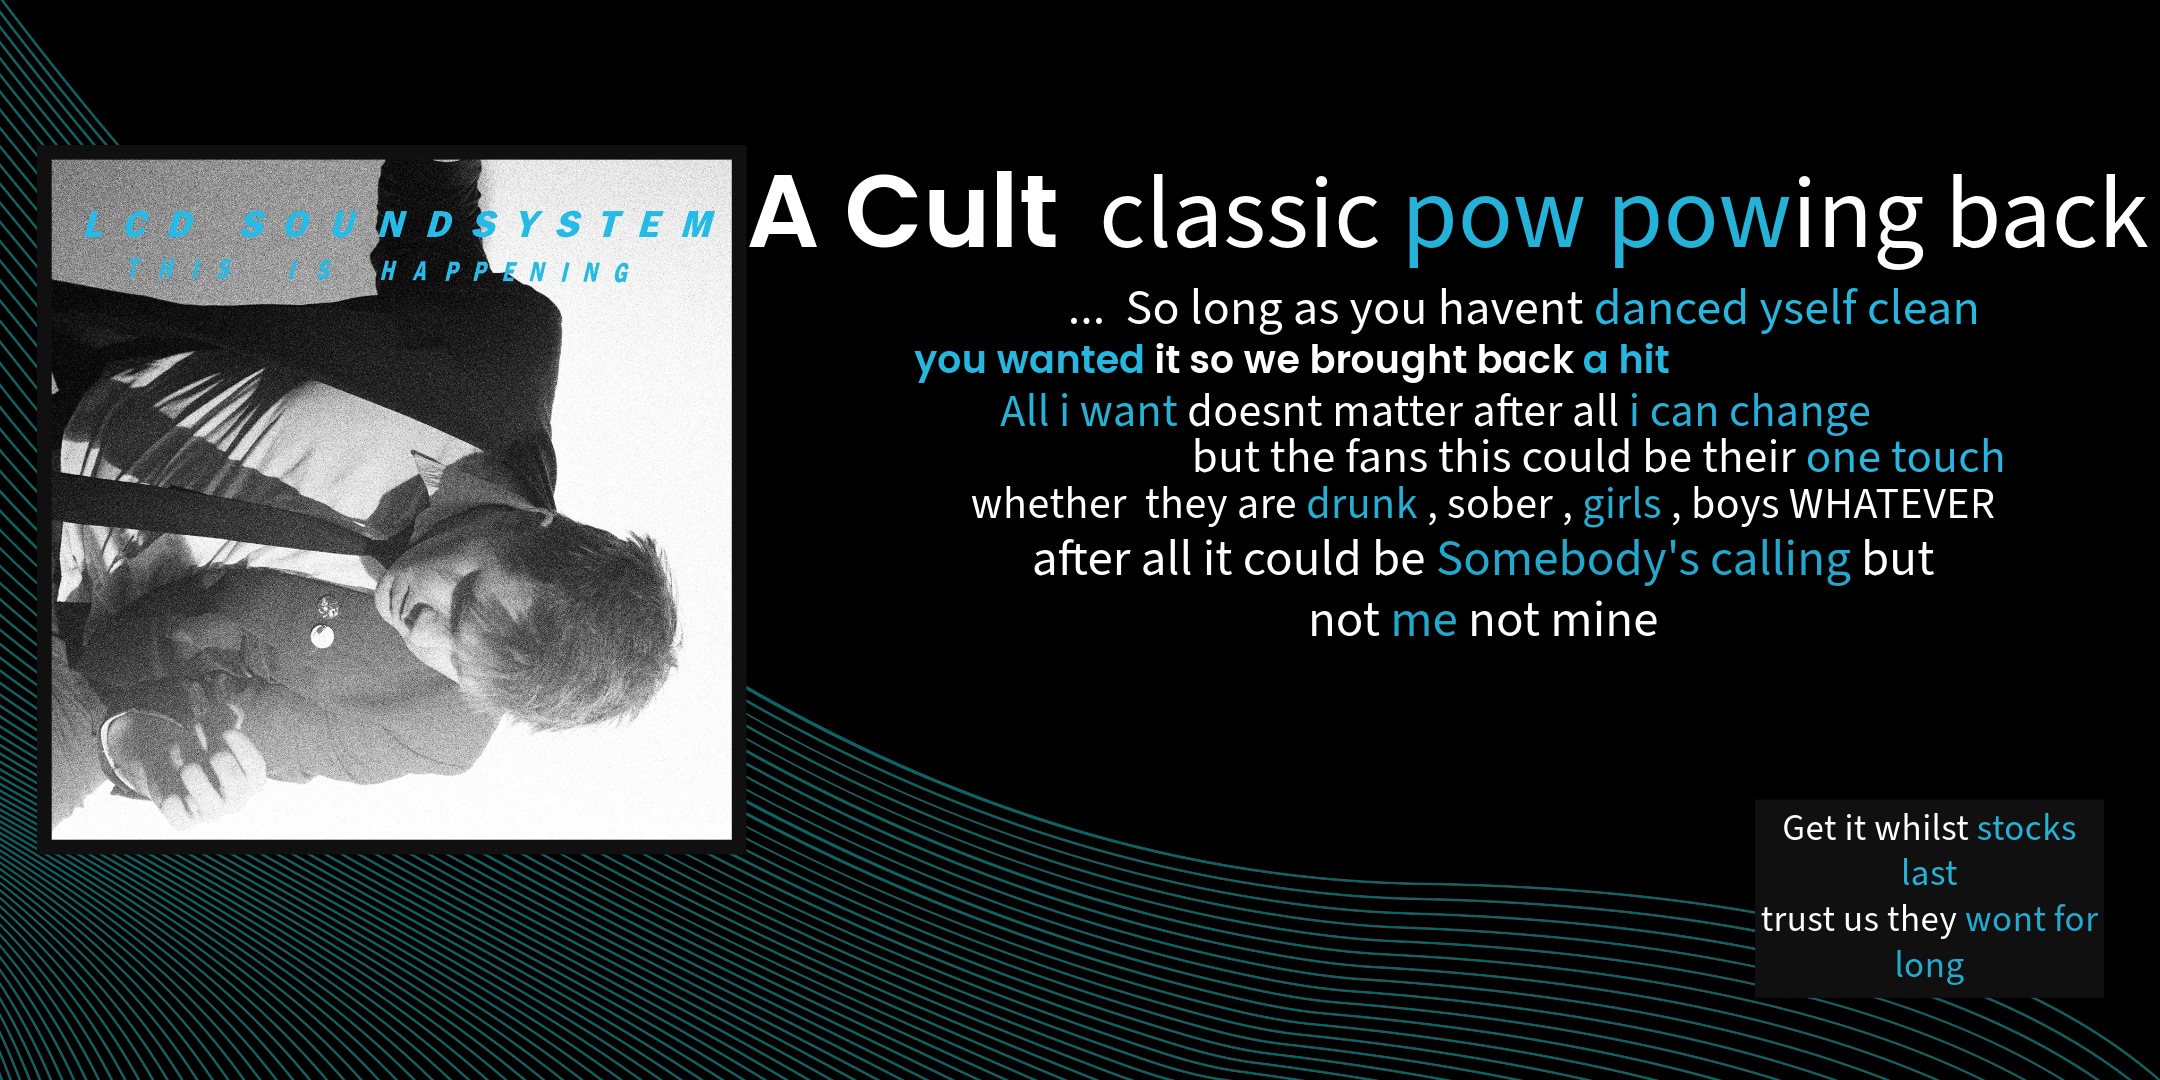 LCD SOUNDSYSTEM
THIS IS HAPPENING
A Cult classic pow powing back
... So long as you havent danced yself clean
you wanted it so we brought back a hit
All i want doesnt matter after all i can change
but the fans this could be their one touch
whether they are drunk , sober , girls , boys WHATEVER
after all it could be Somebody's calling but
not me not mine
Get it whilst stocks
last
trust us they wont for
long